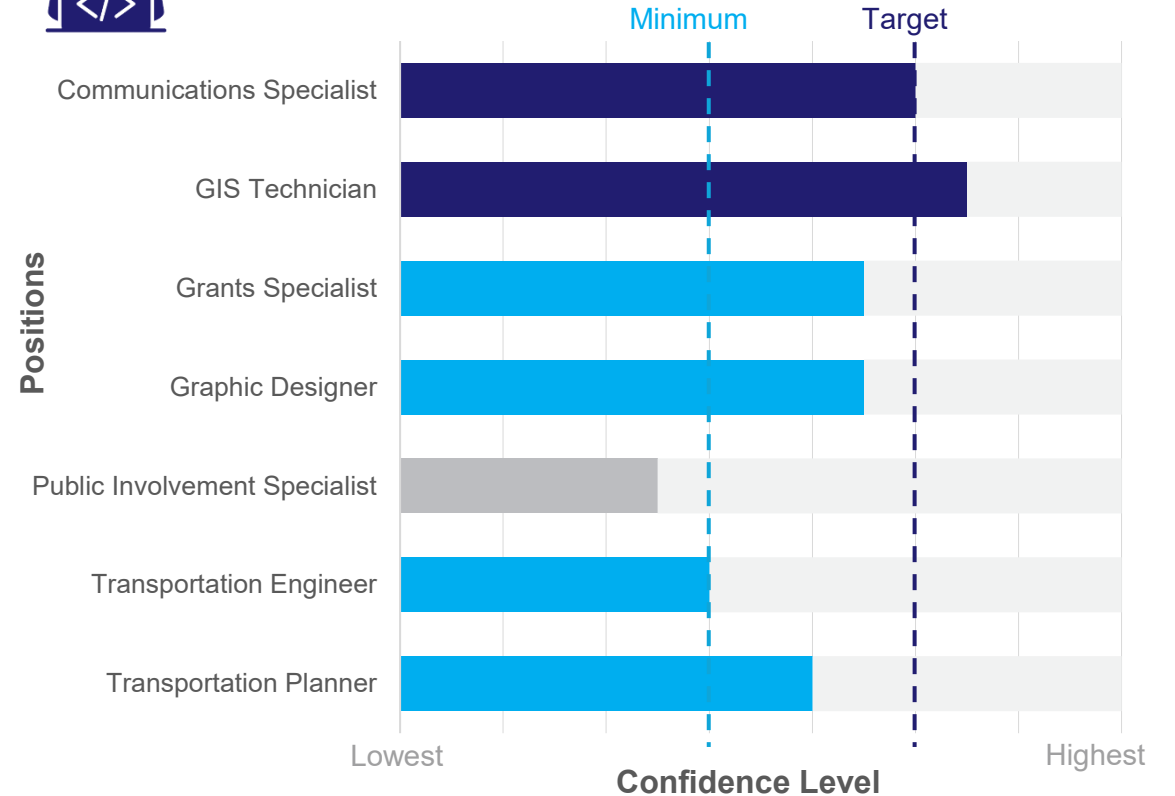 </>
Minimum
Target
Communications Specialist
GIS Technician
Grants Specialist
Graphic Designer
Public Involvement Specialist
Transportation Engineer
Transportation Planner
Positions
Lowest
Highest
Confidence Level